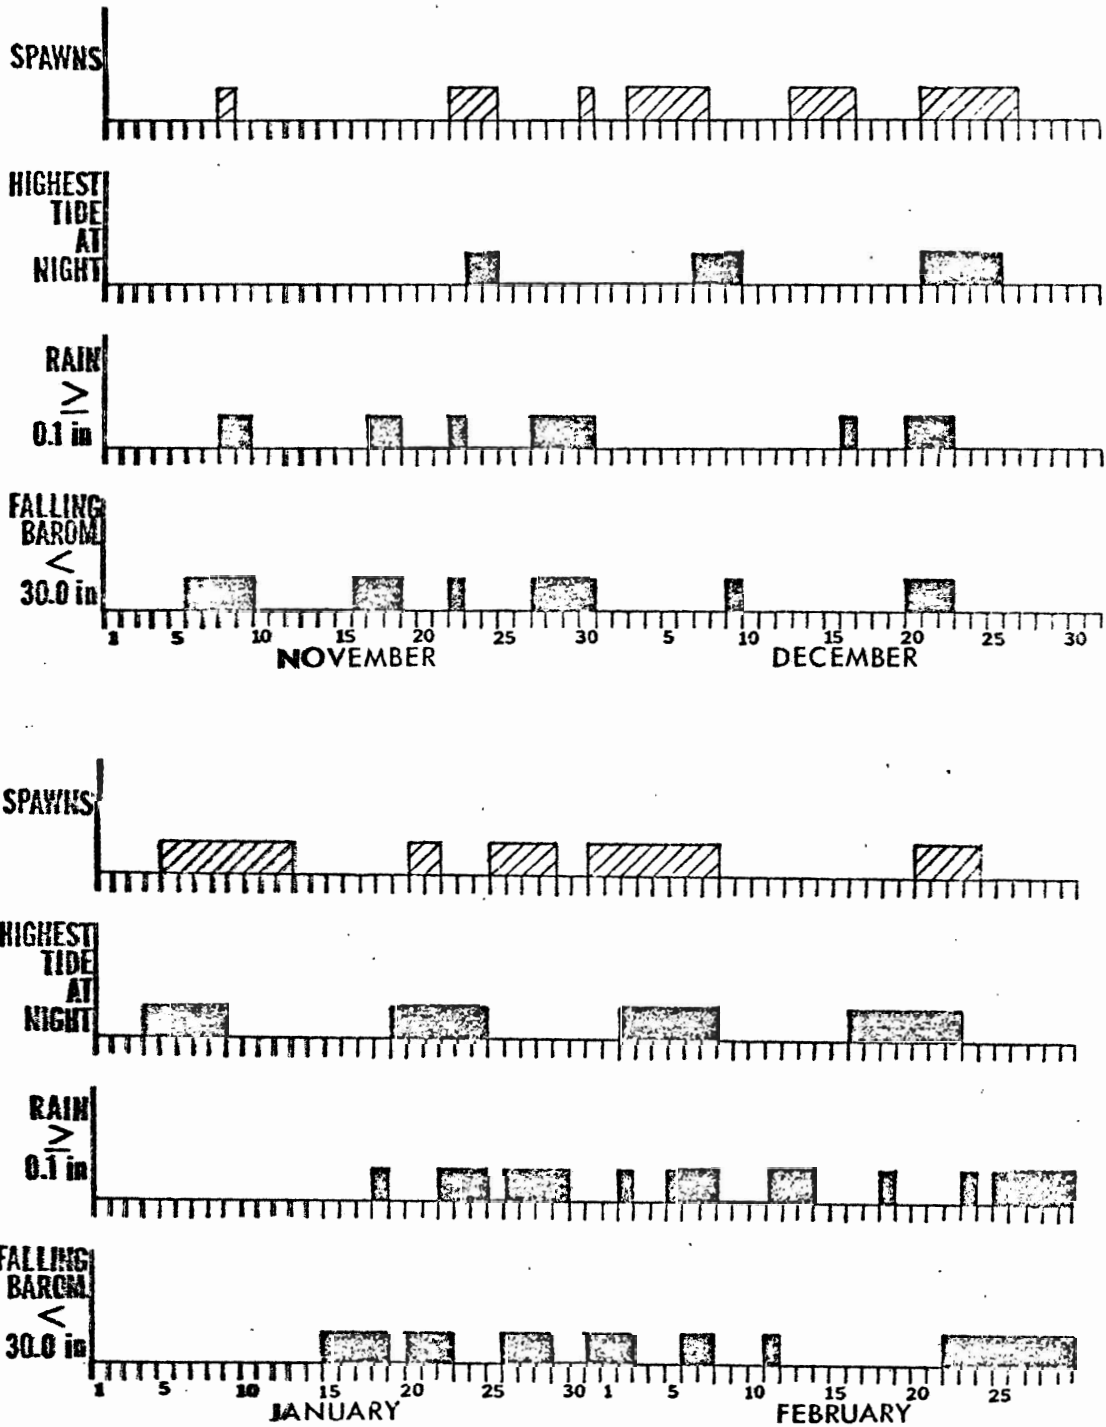 SPAWNS
HIGHEST
TIDE
AT
NIGHT
RAIN
≥
0.1 in
FALLING
BAROM.
<
30.0 in
1 5 10 15 20 25 30 5 10 15 20 25 30
NOVEMBER DECEMBER
SPAWNS
HIGHEST
TIDE
AT
NIGHT
RAIN
≥
0.1 in
FALLING
BAROM.
<
30.0 in
1 5 10 15 20 25 30 1 5 10 15 20 25
JANUARY FEBRUARY